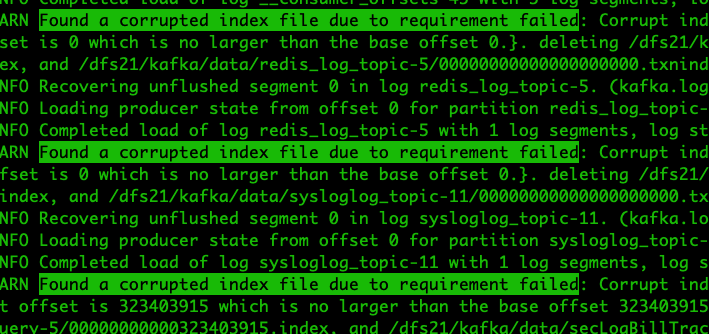 NFO Completed load of log __consumer_offsets-45 with 3 log segments, lo
ARN Found a corrupted index file due to requirement failed: Corrupt ind
set is 0 which is no larger than the base offset 0.}. deleting /dfs21/k
ex, and /dfs21/kafka/data/redis_log_topic-5/00000000000000000000.txnind
NFO Recovering unflushed segment 0 in log redis_log_topic-5. (kafka.log
NFO Loading producer state from offset 0 for partition redis_log_topic-
NFO Completed load of log redis_log_topic-5 with 1 log segments, log st
ARN Found a corrupted index file due to requirement failed: Corrupt ind
fset is 0 which is no larger than the base offset 0.}. deleting /dfs21/
index, and /dfs21/kafka/data/sysloglog_topic-11/00000000000000000000.tx
NFO Recovering unflushed segment 0 in log sysloglog_topic-11. (kafka.lo
NFO Loading producer state from offset 0 for partition sysloglog_topic-
NFO Completed load of log sysloglog_topic-11 with 1 log segments, log s
ARN Found a corrupted index file due to requirement failed: Corrupt ind
t offset is 323403915 which is no larger than the base offset 323403915
uery-5/00000000000323403915.index, and /dfs21/kafka/data/secLogBillTrac